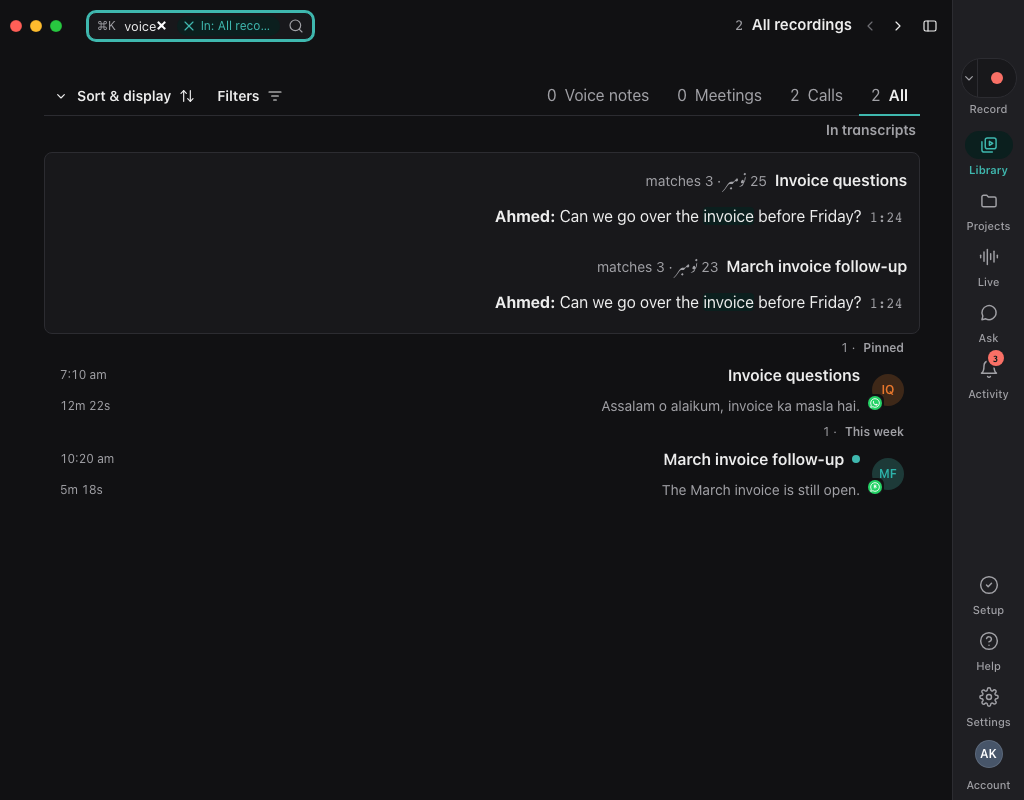 ⌘K voice In: All reco...
2 All recordings
Sort & display Filters
0 Voice notes 0 Meetings 2 Calls 2 All
In transcripts
matches 3 · نومبر 25 Invoice questions
Ahmed: Can we go over the invoice before Friday? 1:24
matches 3 · نومبر 23 March invoice follow-up
Ahmed: Can we go over the invoice before Friday? 1:24
1 · Pinned
7:10 am Invoice questions
IQ
12m 22s Assalam o alaikum, invoice ka masla hai.
1 · This week
10:20 am March invoice follow-up
MF
5m 18s The March invoice is still open.
Record
Library
Projects
Live
Ask
3
Activity
Setup
Help
Settings
AK
Account